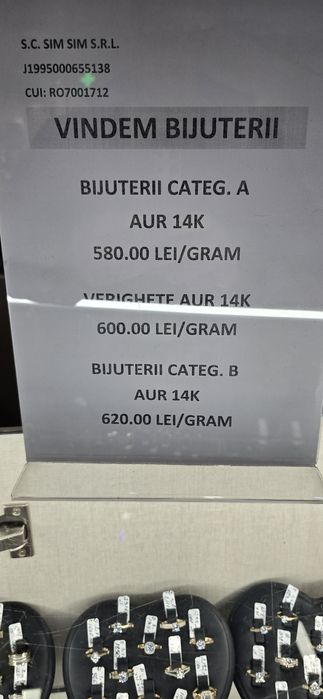 S.C. SIM SIM S.R.L.
J1995000655138
CUI: RO7001712
VINDEM BIJUTERII
BIJUTERII CATEG. A
AUR 14K
580.00 LEI/GRAM
VERIGHETE AUR 14K
600.00 LEI/GRAM
BIJUTERII CATEG. B
AUR 14K
620.00 LEI/GRAM